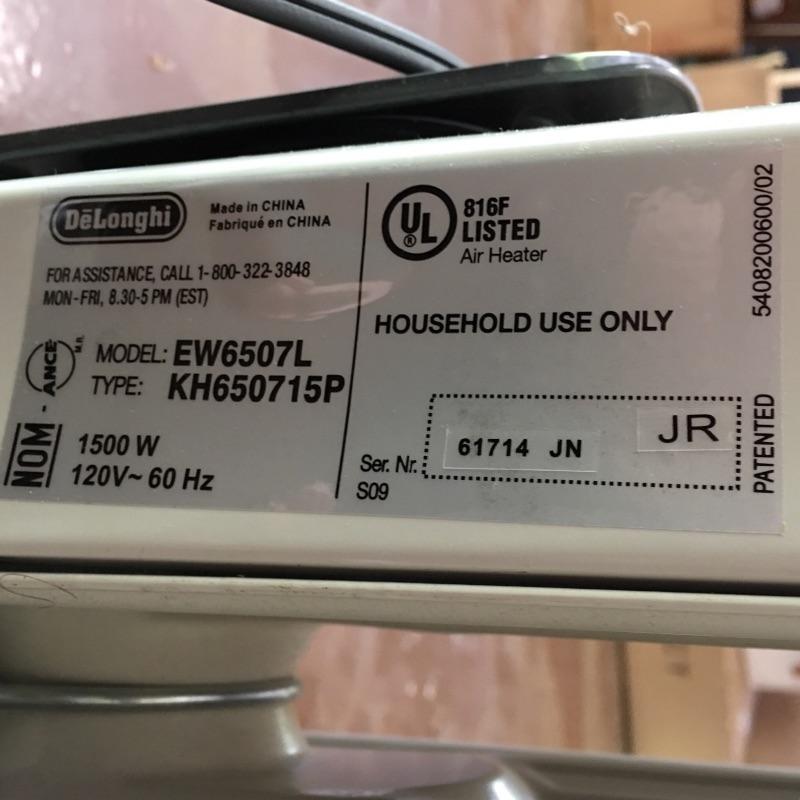 DēLonghi
Made in CHINA
Fabriqué en CHINA
FOR ASSISTANCE, CALL 1-800-322-3848
MON-FRI, 8.30-5 PM (EST)
NOM-ANCE M.R.
MODEL: EW6507L
TYPE: KH650715P
1500 W
120V~ 60 Hz
UL ®
816F
LISTED
Air Heater
HOUSEHOLD USE ONLY
Ser. Nr. 61714 JN JR
S09
5408200600/02
PATENTED